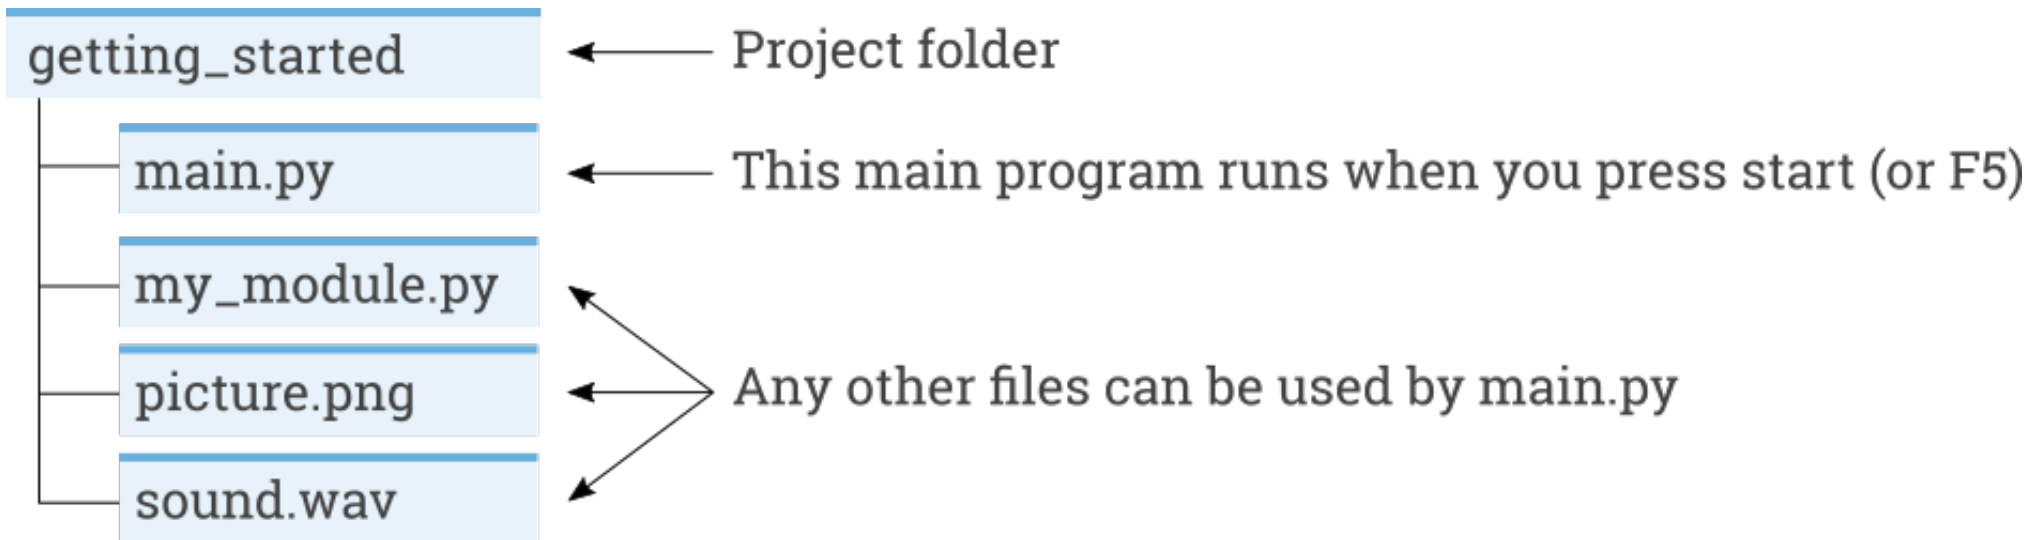 getting_started
Project folder
main.py
This main program runs when you press start (or F5)
my_module.py
picture.png
Any other files can be used by main.py
sound.wav